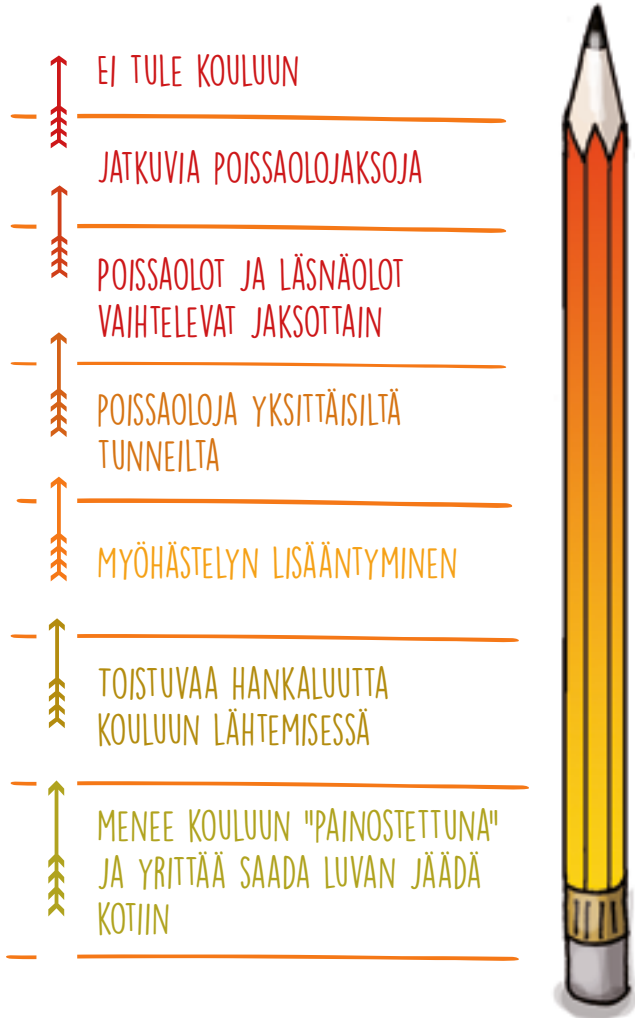 EI TULE KOULUUN
JATKUVIA POISSAOLOJAKSOJA
POISSAOLOT JA LÄSNÄOLOT
VAIHTELEVAT JAKSOTTAIN
POISSAOLOJA YKSITTÄISILTÄ
TUNNEILTA
MYÖHÄSTELYN LISÄÄNTYMINEN
TOISTUVAA HANKALUUTTA
KOULUUN LÄHTEMISESSÄ
MENEE KOULUUN "PAINOSTETTUNA"
JA YRITTÄÄ SAADA LUVAN JÄÄDÄ
KOTIIN